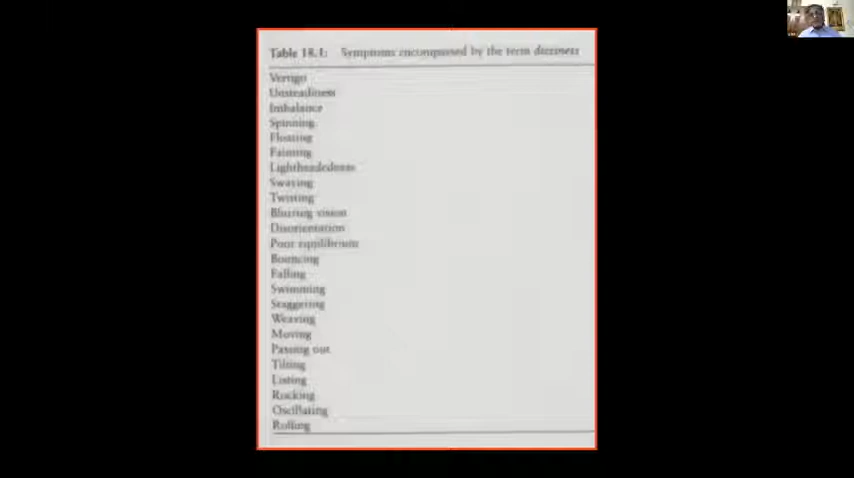 Table 18.1: Symptoms encompassed by the term dizziness
Vertigo
Unsteadiness
Imbalance
Spinning
Floating
Fainting
Lightheadedness
Swaying
Twisting
Blurring vision
Disorientation
Poor equilibrium
Bouncing
Falling
Swimming
Staggering
Weaving
Moving
Passing out
Tilting
Listing
Rocking
Oscillating
Rolling